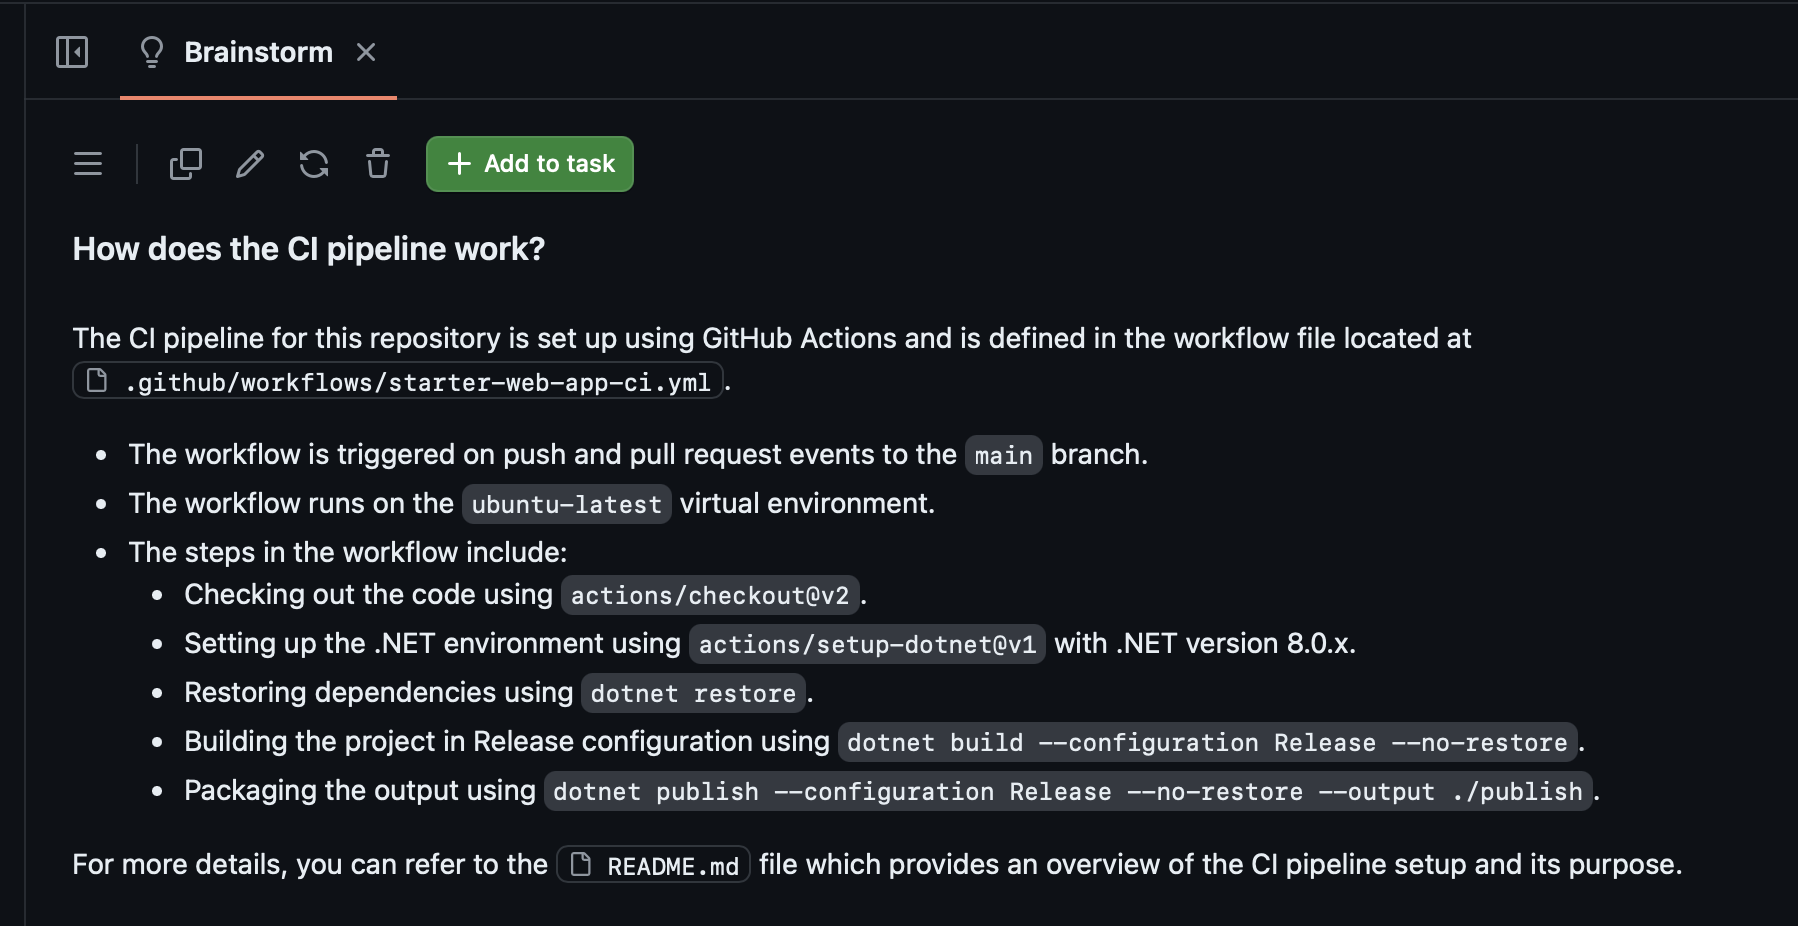 Brainstorm
Add to task
How does the CI pipeline work?
The CI pipeline for this repository is set up using GitHub Actions and is defined in the workflow file located at
.github/workflows/starter-web-app-ci.yml.
• The workflow is triggered on push and pull request events to the main branch.
• The workflow runs on the ubuntu-latest virtual environment.
• The steps in the workflow include:
• Checking out the code using actions/checkout@v2.
• Setting up the .NET environment using actions/setup-dotnet@v1 with .NET version 8.0.x.
• Restoring dependencies using dotnet restore.
• Building the project in Release configuration using dotnet build --configuration Release --no-restore.
• Packaging the output using dotnet publish --configuration Release --no-restore --output ./publish.
For more details, you can refer to the README.md file which provides an overview of the CI pipeline setup and its purpose.